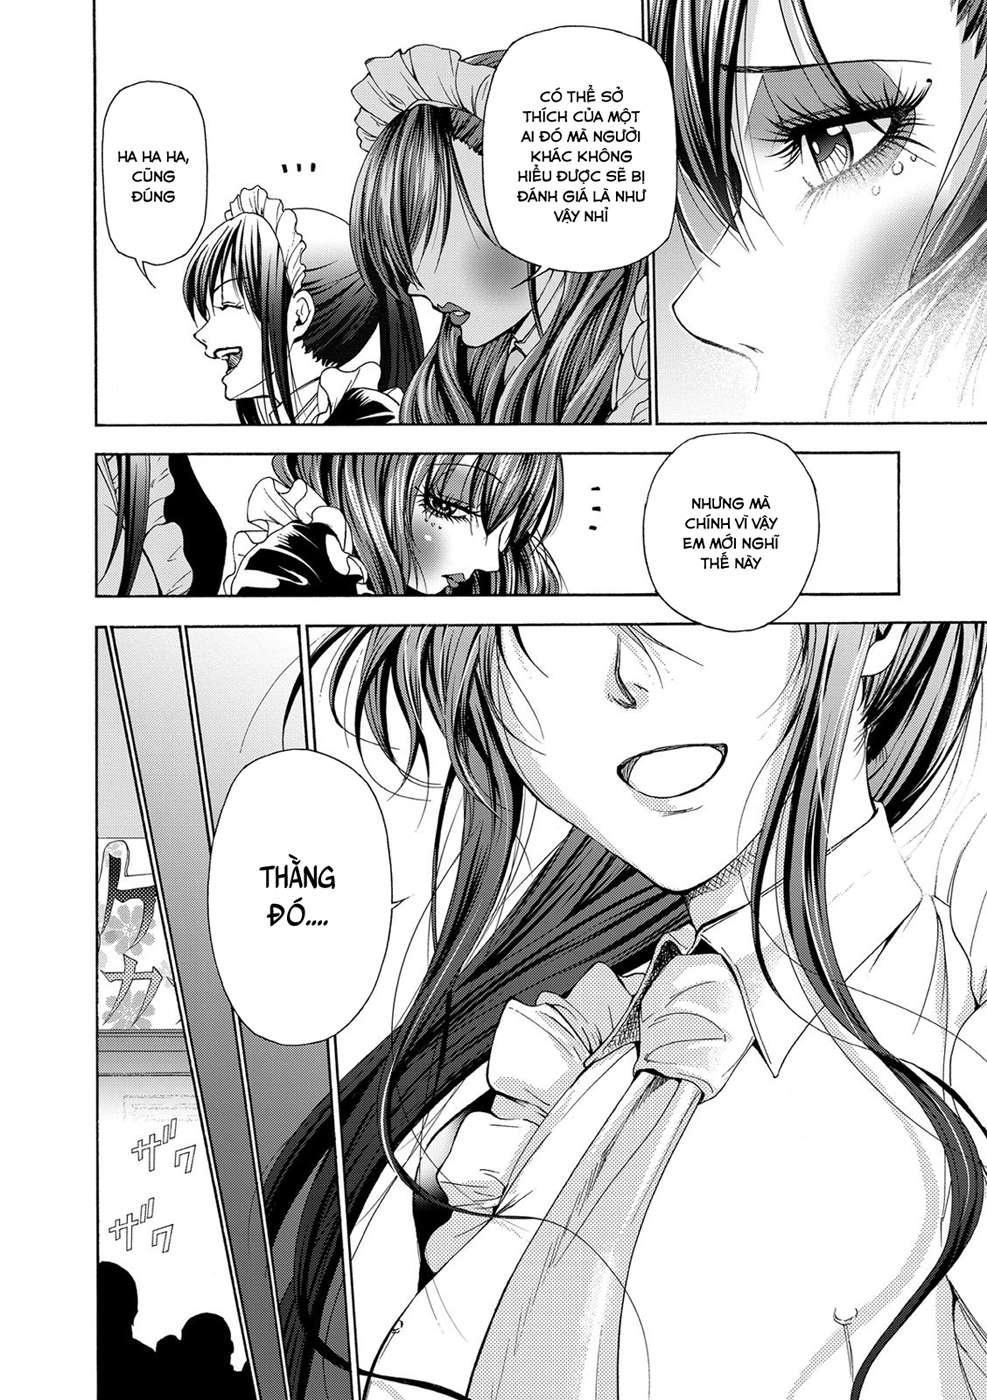 CÓ THỂ SỞ
THÍCH CỦA MỘT
AI ĐÓ MÀ NGƯỜI
KHÁC KHÔNG
HIỂU ĐƯỢC SẼ BỊ
ĐÁNH GIÁ LÀ NHƯ
VẬY NHỈ
HA HA HA,
CŨNG
ĐÚNG
NHƯNG MÀ
CHÍNH VÌ VẬY
EM MỚI NGHĨ
THẾ NÀY
THẰNG
ĐÓ....
ケカ
ザワ
ザワ